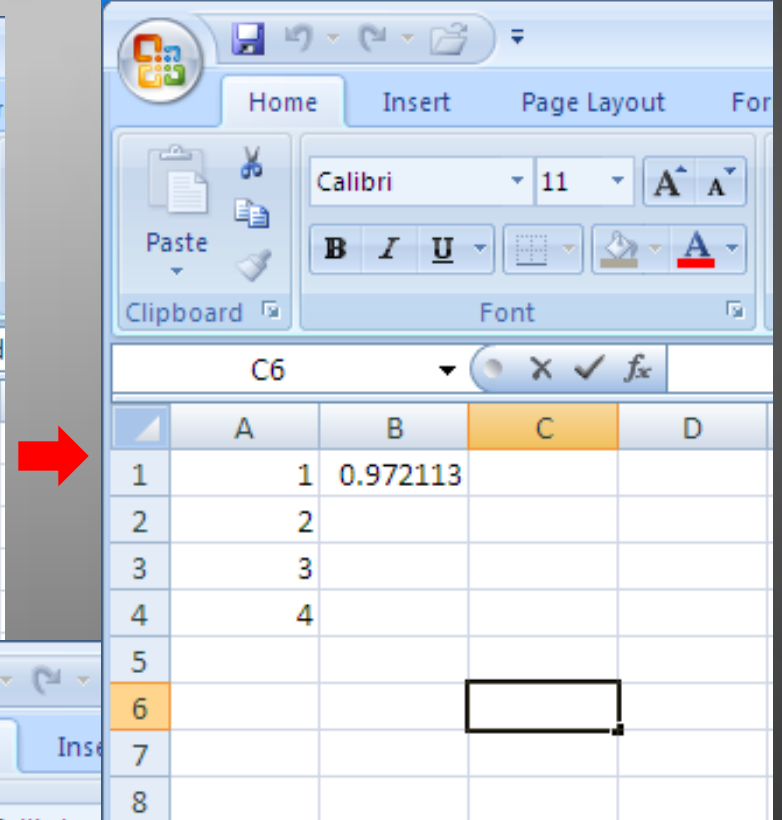 Home Insert Page Layout For
Calibri 11 A A
Paste
B I U A
Clipboard Font
C6 fx
A B C D
1 1 0.972113
2 2
3 3
4 4
5
6
Inse 7
8